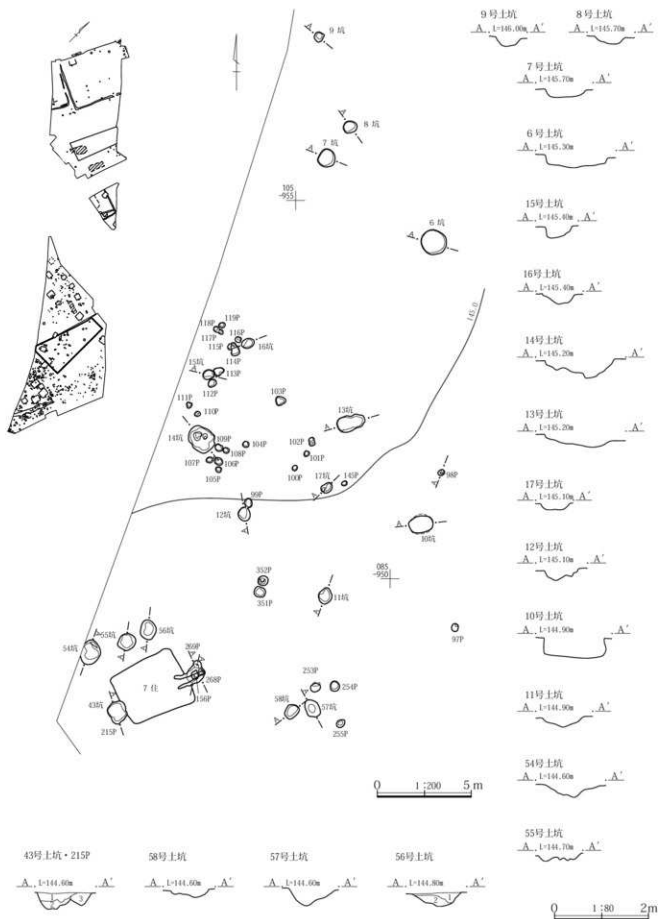 9号土坑
A L=146.00m A′
8号土坑
A L=145.70m A′
7号土坑
A L=145.70m A′
6号土坑
A L=145.30m A′
15号土坑
A L=145.40m A′
16号土坑
A L=145.40m A′
14号土坑
A L=145.20m A′
13号土坑
A L=145.20m A′
17号土坑
A L=145.10m A′
12号土坑
A L=145.10m A′
10号土坑
A L=144.90m A′
11号土坑
A L=144.90m A′
54号土坑
A L=144.60m A′
55号土坑
A L=144.70m A′
9坑
8坑
7坑
105
-955
6坑
145.0
118P
119P
117P
116P
115P
16坑
114P
15坑
113P
112P
111P
110P
103P
13坑
14坑
109P
104P
102P
108P
101P
107P
106P
105P
100P
17坑
145P
98P
99P
12坑
10坑
085
-950
352P
351P
11坑
97P
56坑
55坑
54坑
269P
7住
268P
156P
43坑
215P
253P
254P
58坑
57坑
255P
0 1:200 5m
43号土坑・215P
A L=144.60m A′
2
3
58号土坑
A L=144.60m A′
57号土坑
A L=144.60m A′
56号土坑
A L=144.80m A′
2
1
0 1:80 2m